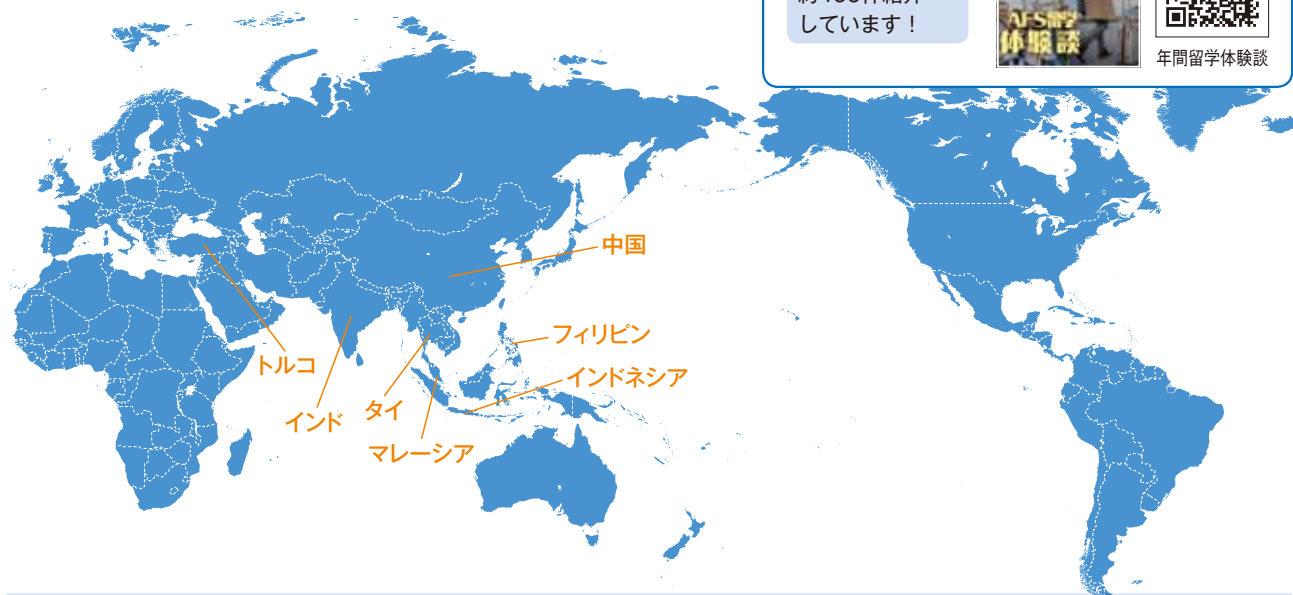 しています！
AFS留学
体験談
年間留学体験談
中国
フィリピン
トルコ
インドネシア
タイ
インド
マレーシア